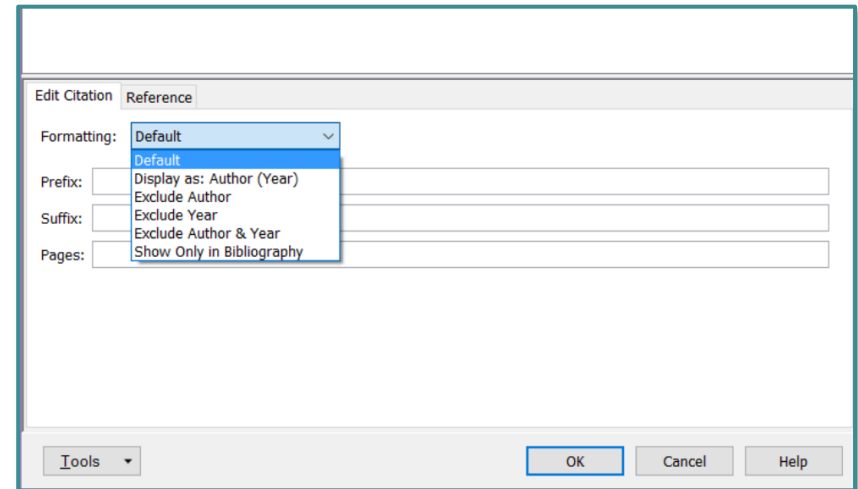 Edit Citation Reference
Formatting: Default
Default
Display as: Author (Year)
Exclude Author
Exclude Year
Exclude Author & Year
Show Only in Bibliography
Prefix:
Suffix:
Pages:
Tools OK Cancel Help